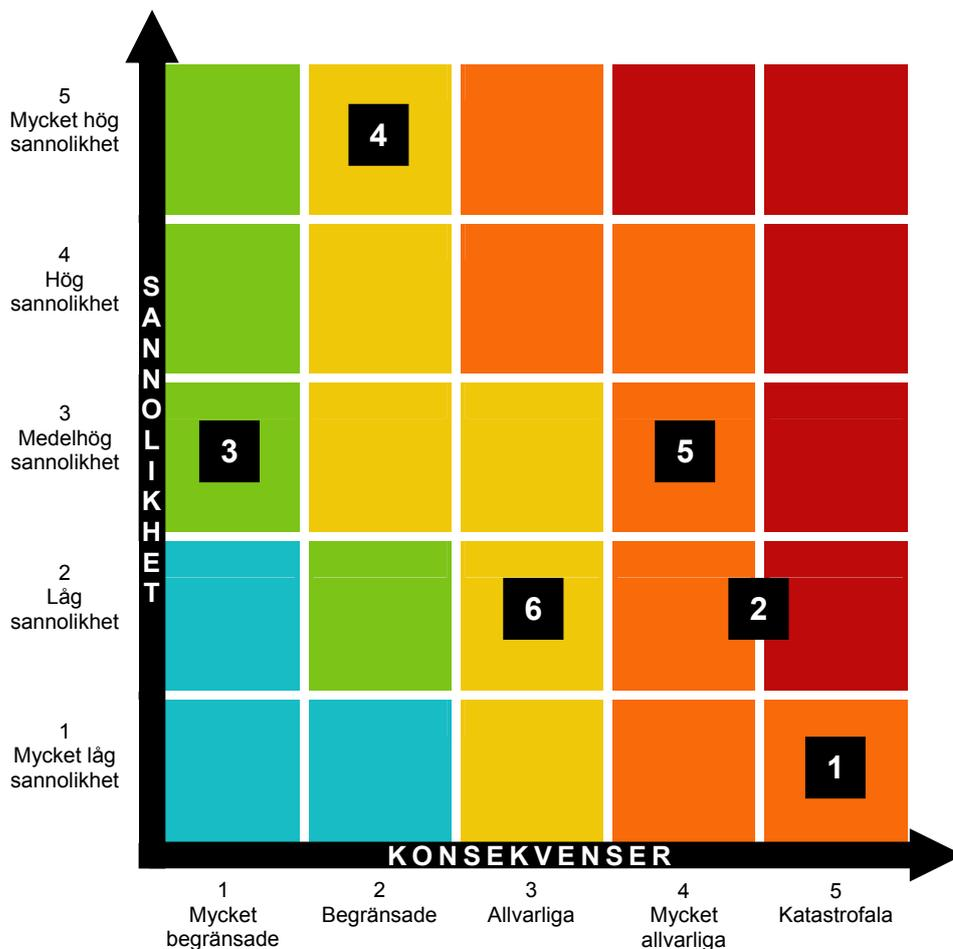 5
Mycket hög
sannolikhet
4
4
Hög
sannolikhet
SANNOLIKHET
3
Medelhög
sannolikhet
3
5
2
Låg
sannolikhet
6
2
1
Mycket låg
sannolikhet
1
KONSEKVENSER
1
Mycket
begränsade
2
Begränsade
3
Allvarliga
4
Mycket
allvarliga
5
Katastrofala